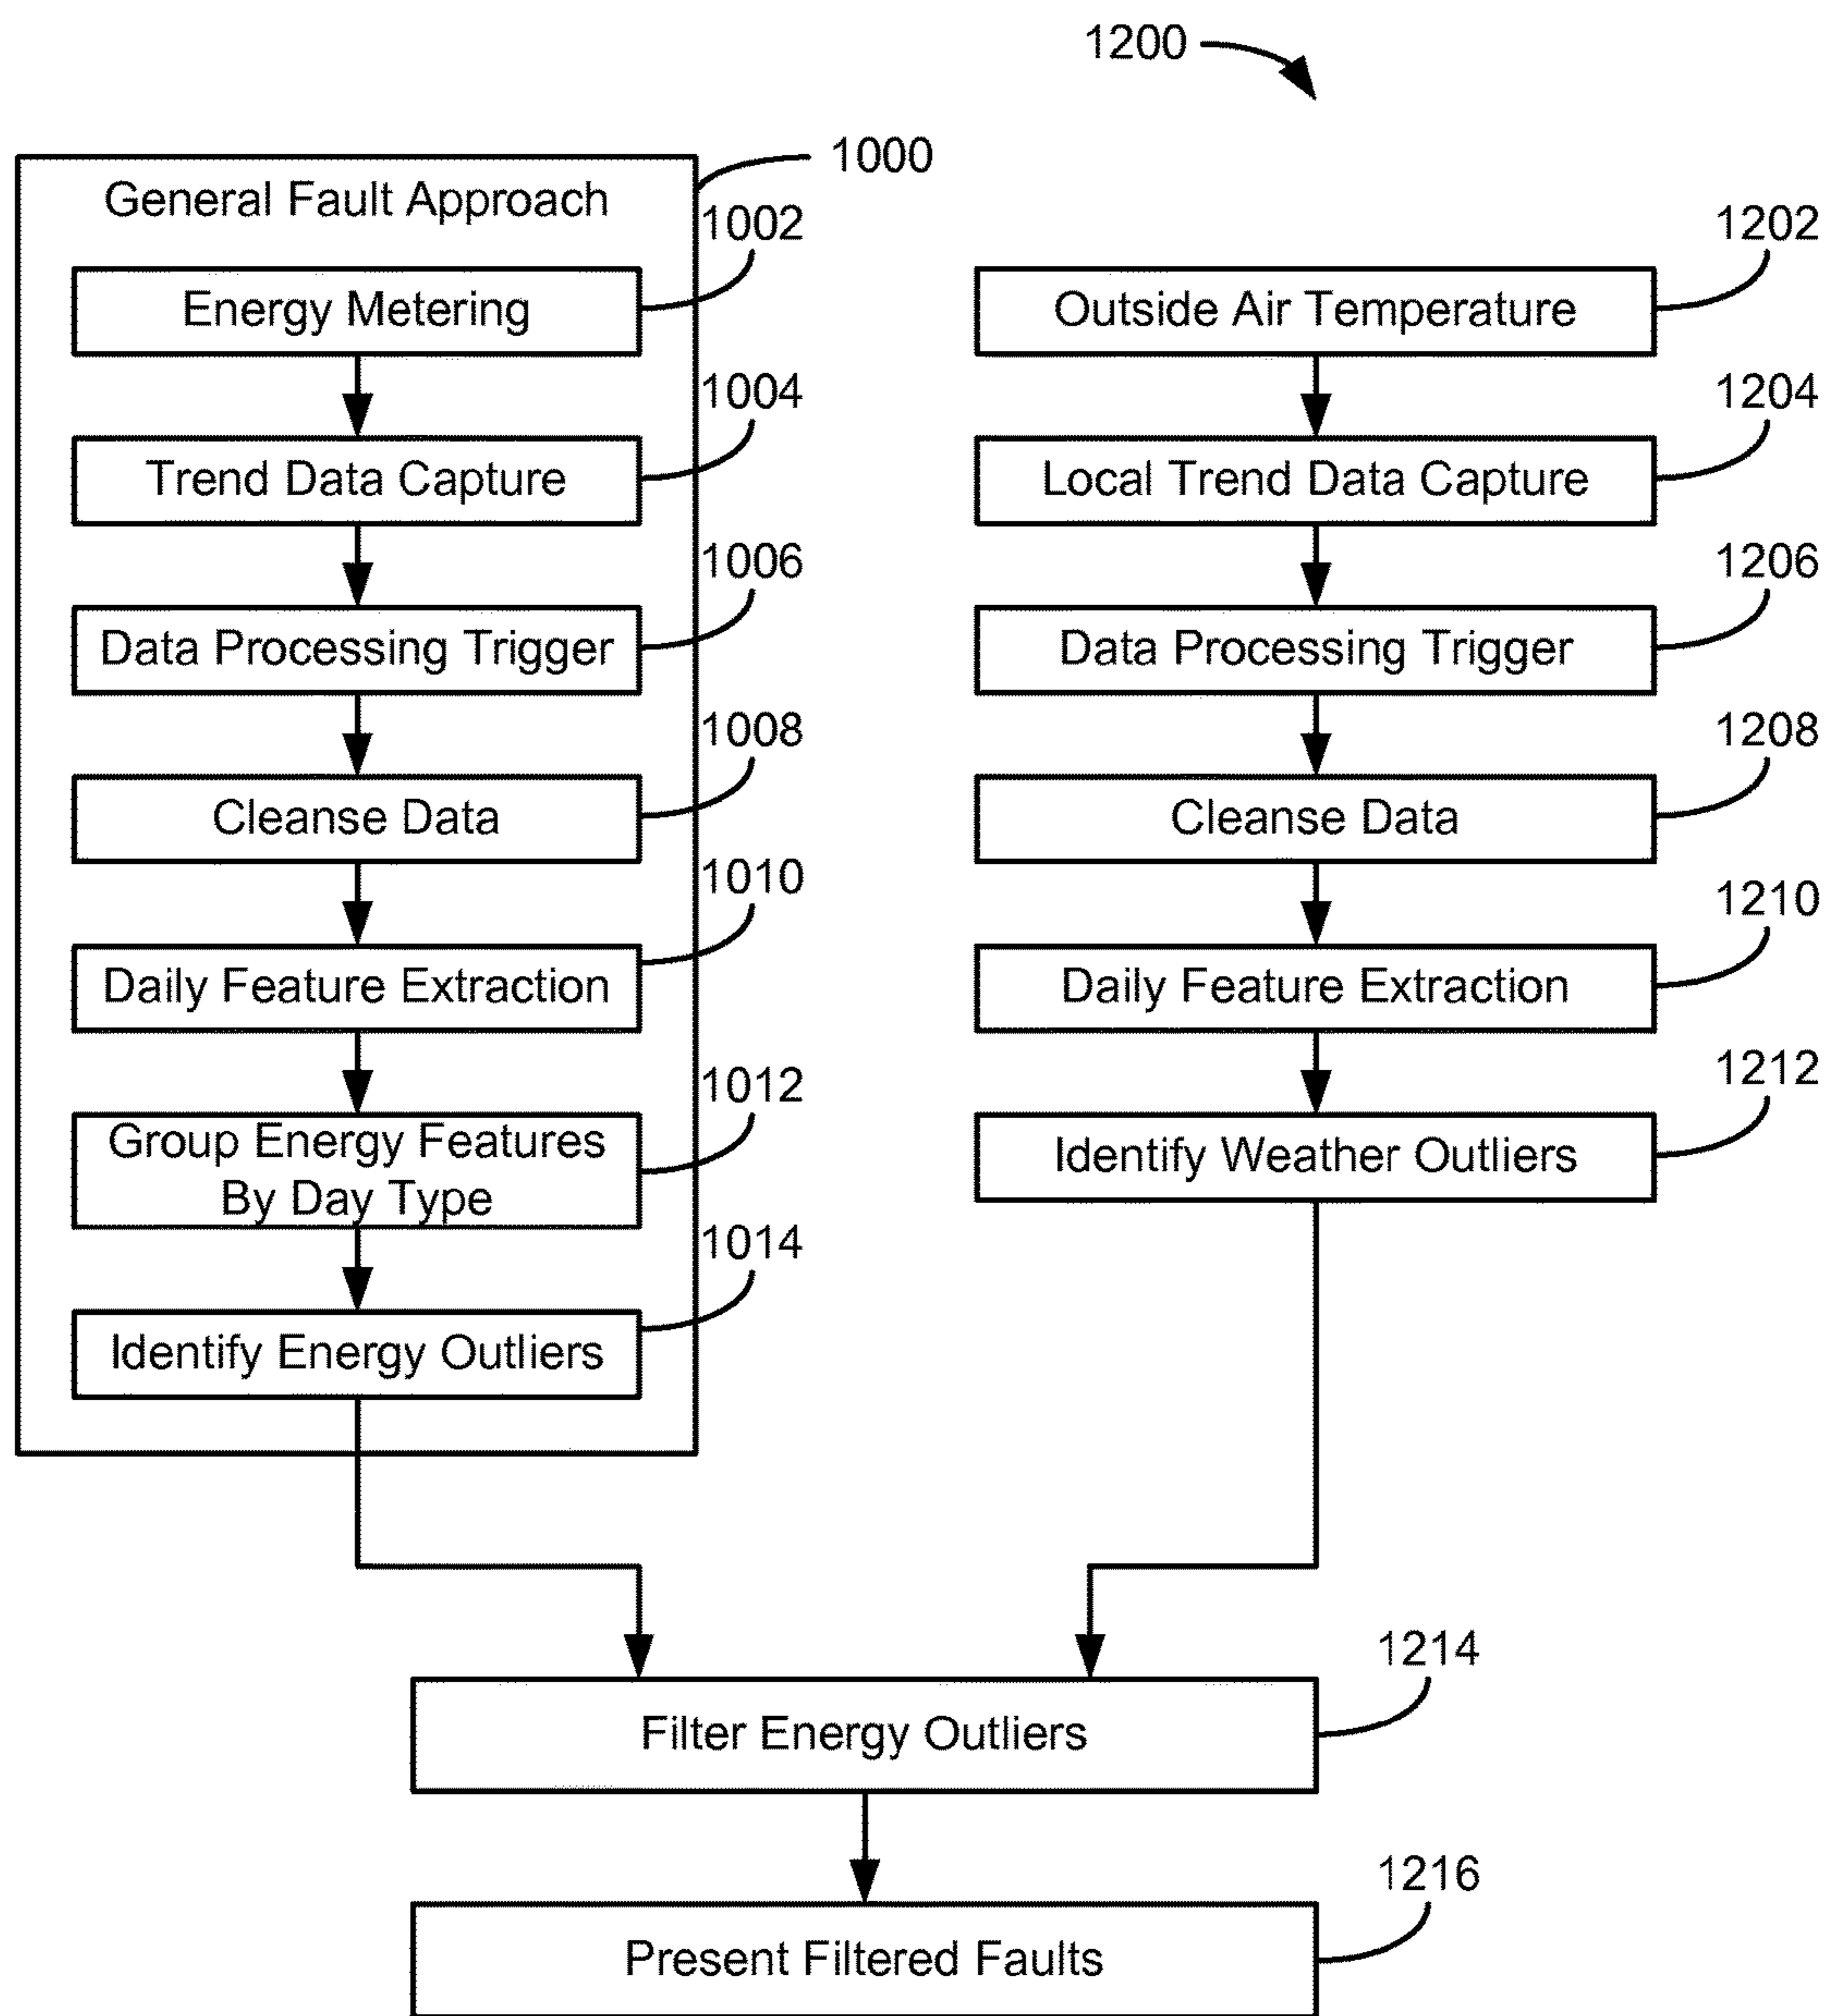 1200
1000
General Fault Approach
1002
Energy Metering
1004
Trend Data Capture
1006
Data Processing Trigger
1008
Cleanse Data
1010
Daily Feature Extraction
1012
Group Energy Features
By Day Type
1014
Identify Energy Outliers
1202
Outside Air Temperature
1204
Local Trend Data Capture
1206
Data Processing Trigger
1208
Cleanse Data
1210
Daily Feature Extraction
1212
Identify Weather Outliers
1214
Filter Energy Outliers
1216
Present Filtered Faults